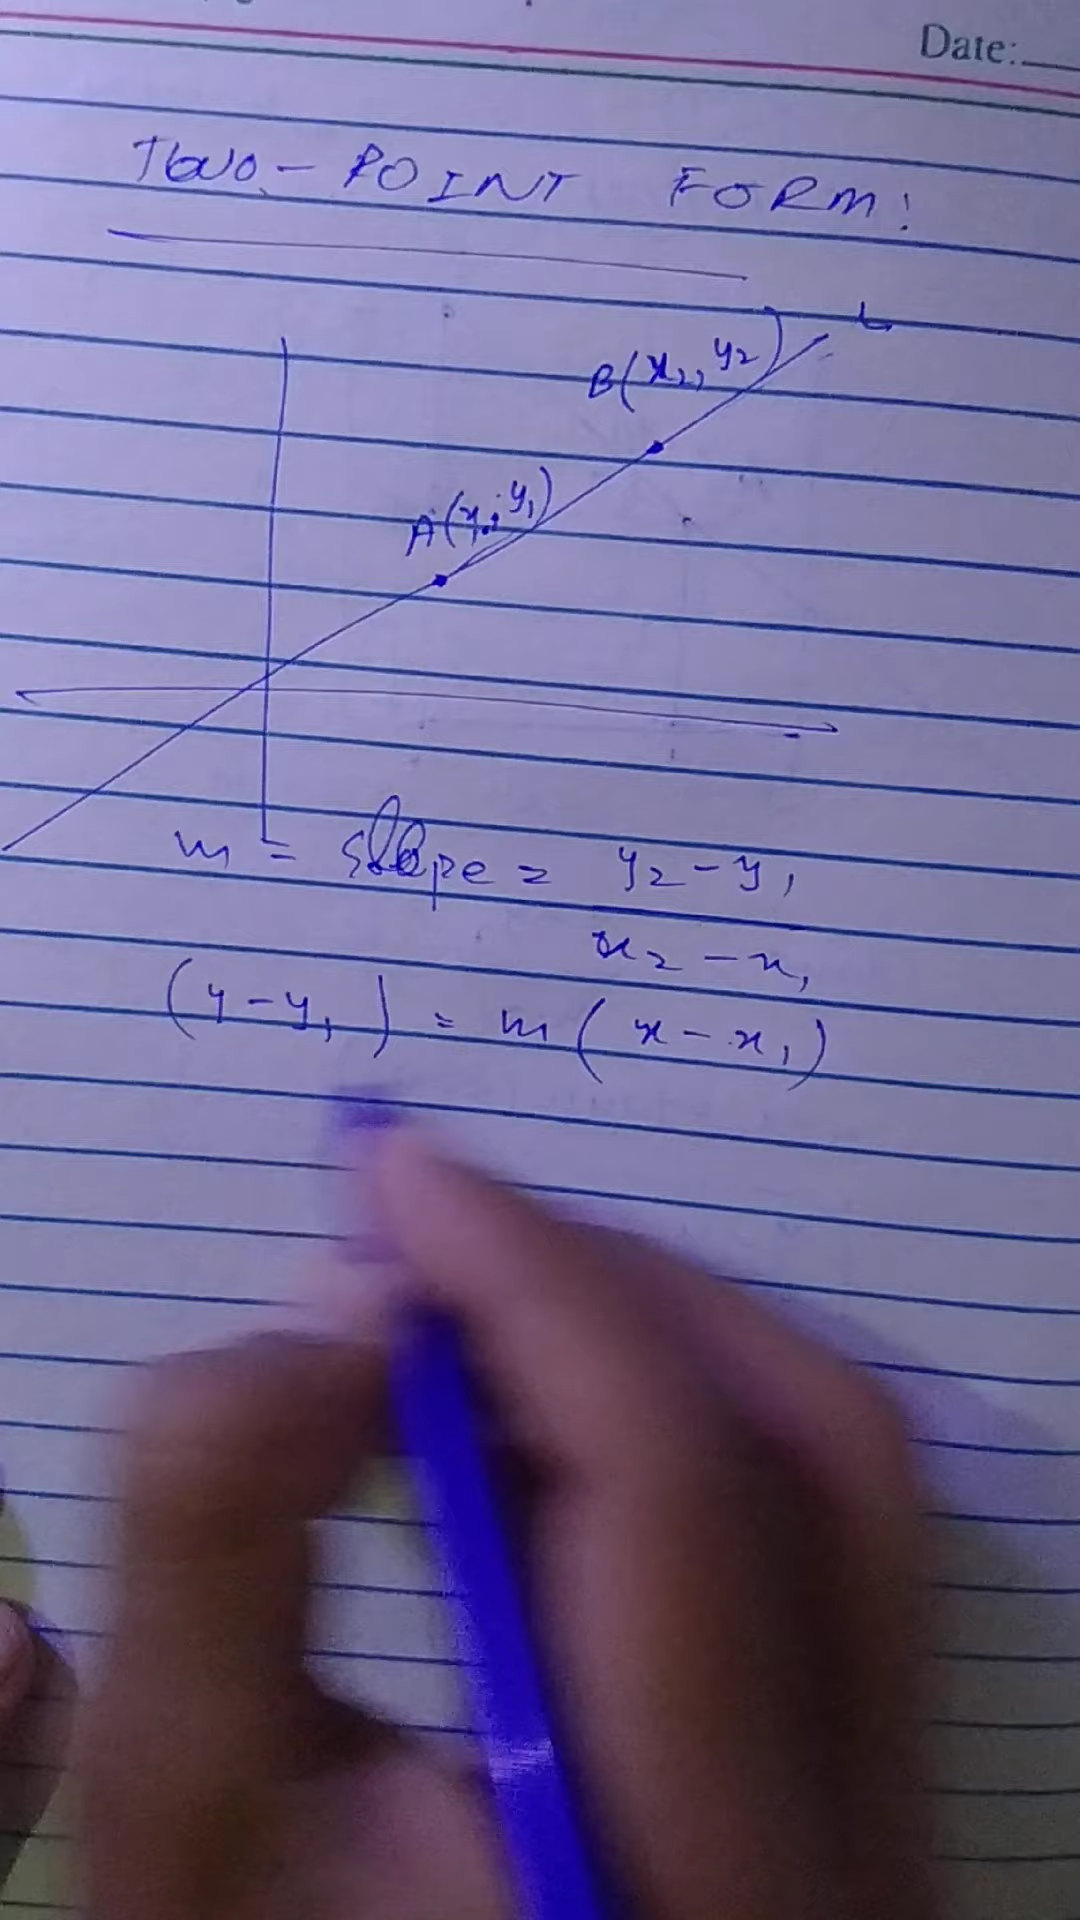 Date:
TWO-POINT FORM:
L
B(x₂, y₂)
A(x₁, y₁)
m = slope = y₂ - y₁
x₂ - x₁
(y - y₁) = m(x - x₁)